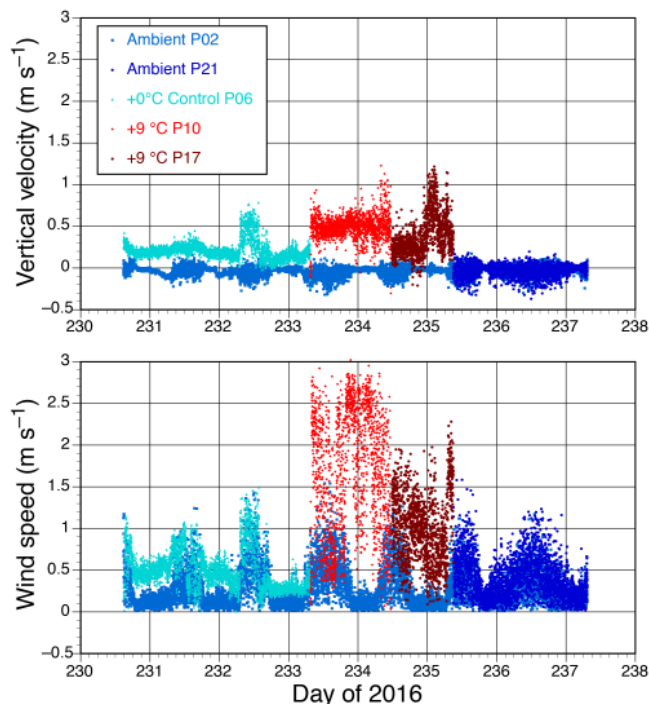 3
2.5
2
1.5
1
0.5
0
−0.5
Vertical velocity (m s⁻¹)
Ambient P02
Ambient P21
+0°C Control P06
+9 °C P10
+9 °C P17
230 231 232 233 234 235 236 237 238
3
2.5
2
1.5
1
0.5
0
−0.5
Wind speed (m s⁻¹)
230 231 232 233 234 235 236 237 238
Day of 2016